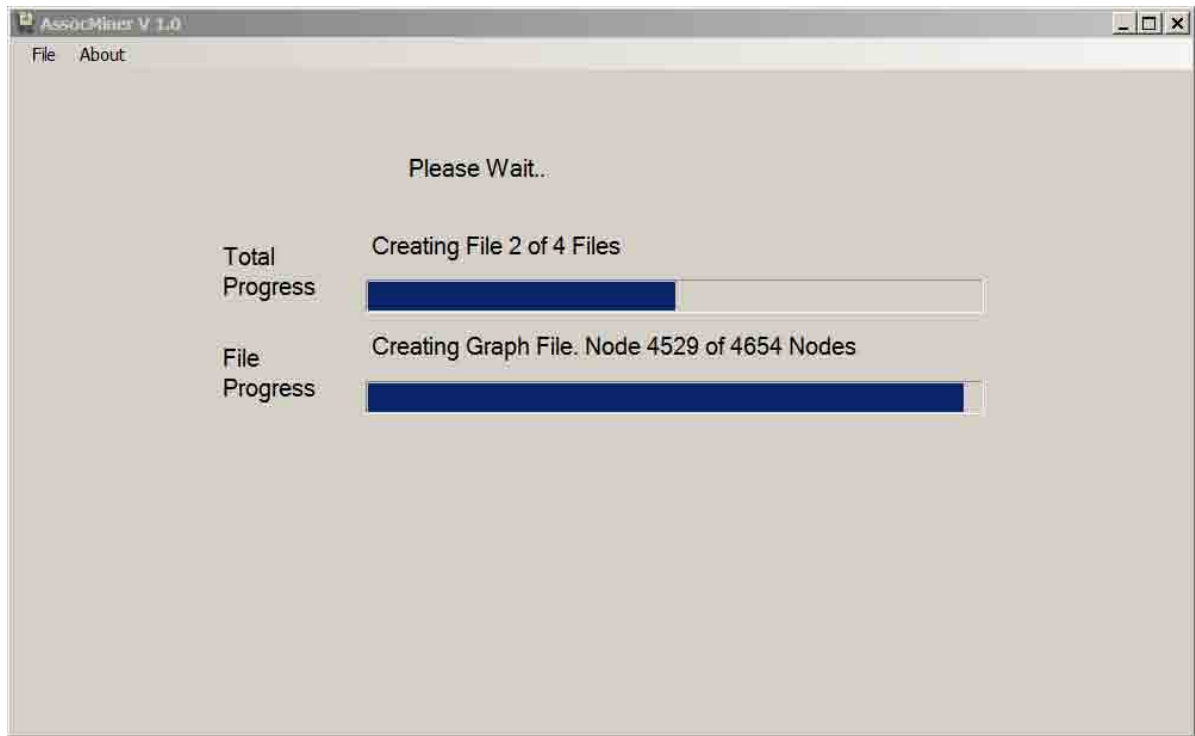 AssocMiner V 1.0
File About
Please Wait..
Creating File 2 of 4 Files
Total
Progress
Creating Graph File. Node 4529 of 4654 Nodes
File
Progress